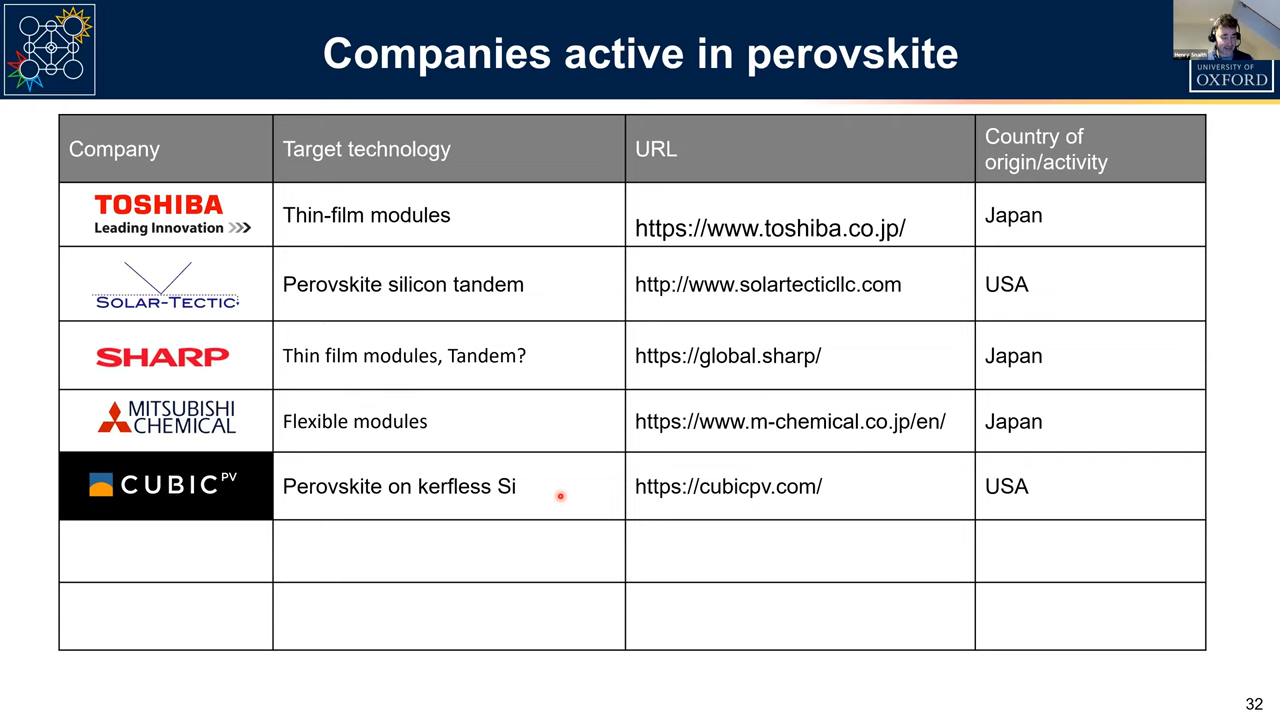 Companies active in perovskite
Henry Snaith
UNIVERSITY OF
OXFORD
Company
Target technology
URL
Country of
origin/activity
TOSHIBA
Leading Innovation >>>
Thin-film modules
https://www.toshiba.co.jp/
Japan
SOLAR-TECTIC
Perovskite silicon tandem
http://www.solartecticllc.com
USA
SHARP
Thin film modules, Tandem?
https://global.sharp/
Japan
MITSUBISHI
CHEMICAL
Flexible modules
https://www.m-chemical.co.jp/en/
Japan
CUBIC PV
Perovskite on kerfless Si
https://cubicpv.com/
USA
32